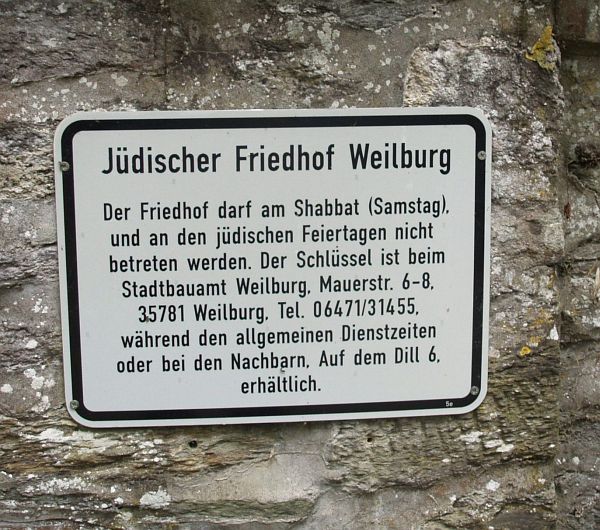 Jüdischer Friedhof Weilburg
Der Friedhof darf am Shabbat (Samstag),
und an den jüdischen Feiertagen nicht
betreten werden. Der Schlüssel ist beim
Stadtbauamt Weilburg, Mauerstr. 6-8,
35781 Weilburg, Tel. 06471/31455,
während den allgemeinen Dienstzeiten
oder bei den Nachbarn, Auf dem Dill 6,
erhältlich.